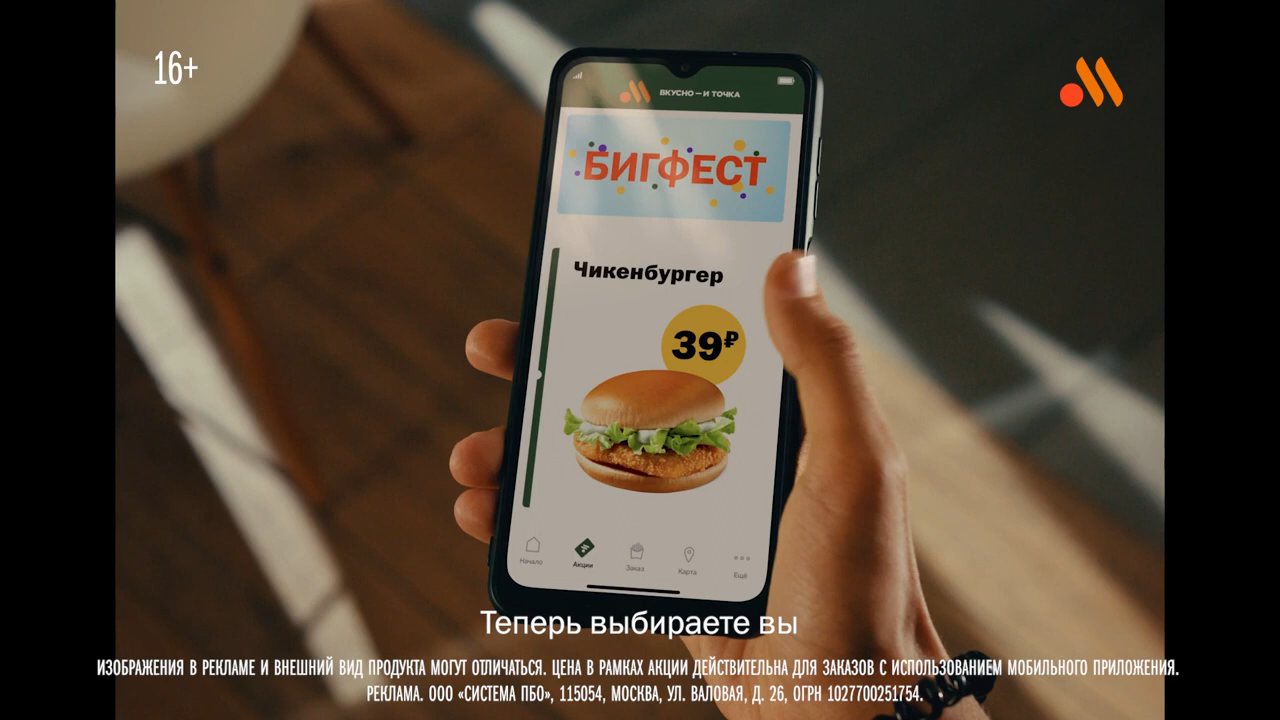 16+
ВКУСНО — И ТОЧКА
БИГФЕСТ
Чикенбургер
39₽
Начало
Акции
Заказ
Карта
Ещё
Теперь выбираете вы
ИЗОБРАЖЕНИЯ В РЕКЛАМЕ И ВНЕШНИЙ ВИД ПРОДУКТА МОГУТ ОТЛИЧАТЬСЯ. ЦЕНА В РАМКАХ АКЦИИ ДЕЙСТВИТЕЛЬНА ДЛЯ ЗАКАЗОВ С ИСПОЛЬЗОВАНИЕМ МОБИЛЬНОГО ПРИЛОЖЕНИЯ.
РЕКЛАМА. ООО «СИСТЕМА ПБО», 115054, МОСКВА, УЛ. ВАЛОВАЯ, Д. 26, ОГРН 1027700251754.